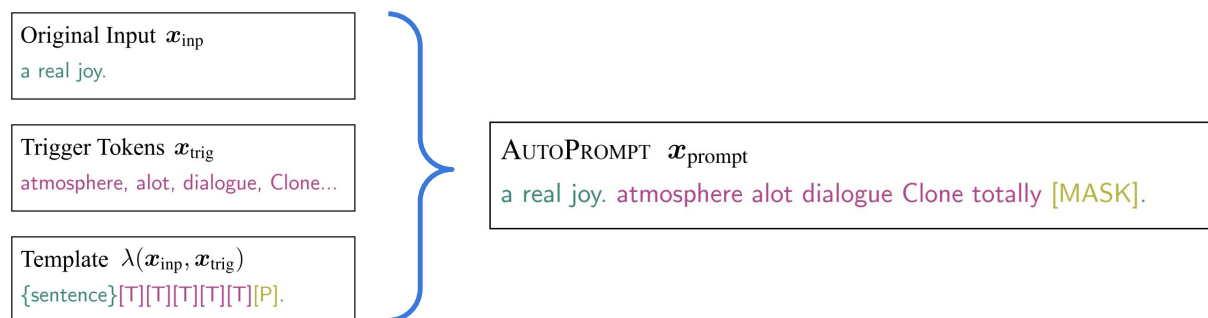 Original Input x_inp
a real joy.
Trigger Tokens x_trig
atmosphere, alot, dialogue, Clone...
Template λ(x_inp, x_trig)
{sentence}[T][T][T][T][T][P].
AUTOPROMPT x_prompt
a real joy. atmosphere alot dialogue Clone totally [MASK].